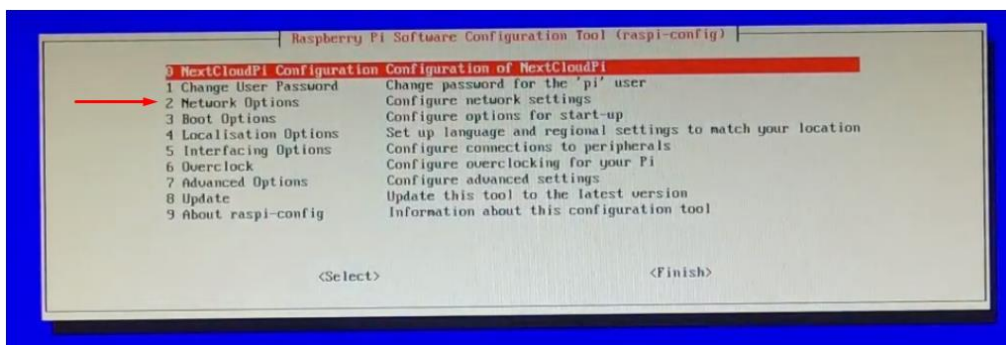 Raspberry Pi Software Configuration Tool (raspi-config)
0 NextCloudPi Configuration Configuration of NextCloudPi
1 Change User Password Change password for the 'pi' user
2 Network Options Configure network settings
3 Boot Options Configure options for start-up
4 Localisation Options Set up language and regional settings to match your location
5 Interfacing Options Configure connections to peripherals
6 Overclock Configure overclocking for your Pi
7 Advanced Options Configure advanced settings
8 Update Update this tool to the latest version
9 About raspi-config Information about this configuration tool
<Select> <Finish>